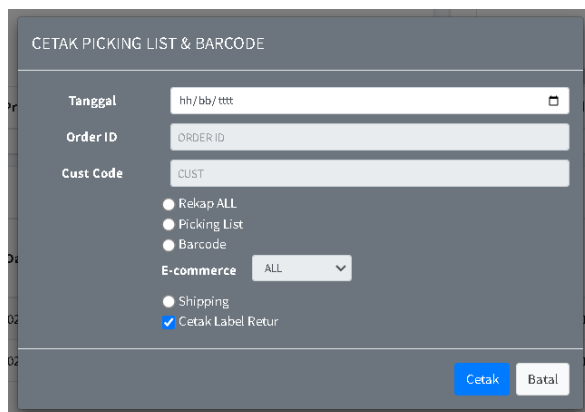 CETAK PICKING LIST & BARCODE
Tanggal hh/bb/tttt
Order ID ORDER ID
Cust Code CUST
Rekap ALL
Picking List
Barcode
E-commerce ALL
Shipping
Cetak Label Retur
Cetak Batal